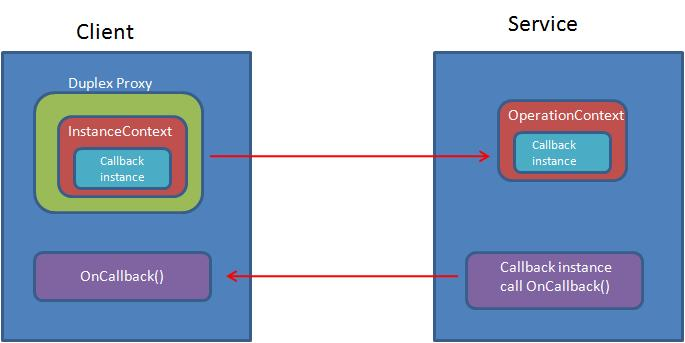 Client
Service
Duplex Proxy
InstanceContext
Callback
instance
OperationContext
Callback
instance
OnCallback()
Callback instance
call OnCallback()